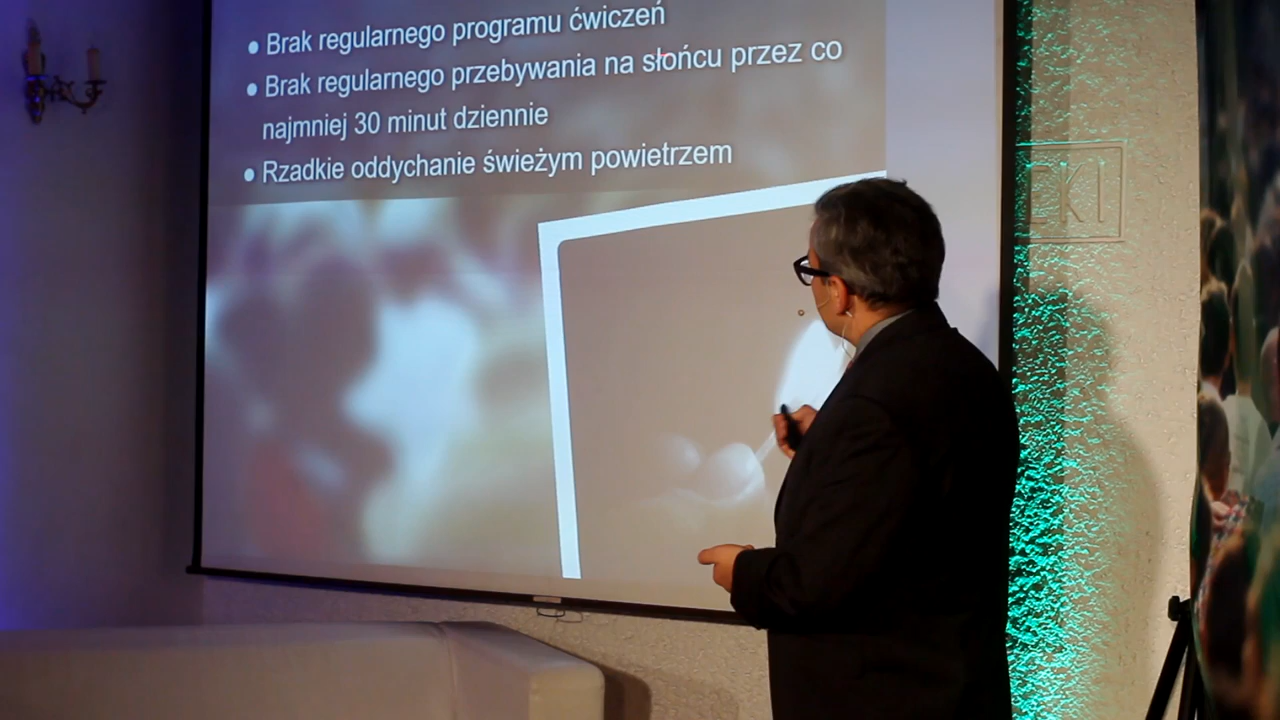 ● Brak regularnego programu ćwiczeń
● Brak regularnego przebywania na słońcu przez co
najmniej 30 minut dziennie
● Rzadkie oddychanie świeżym powietrzem